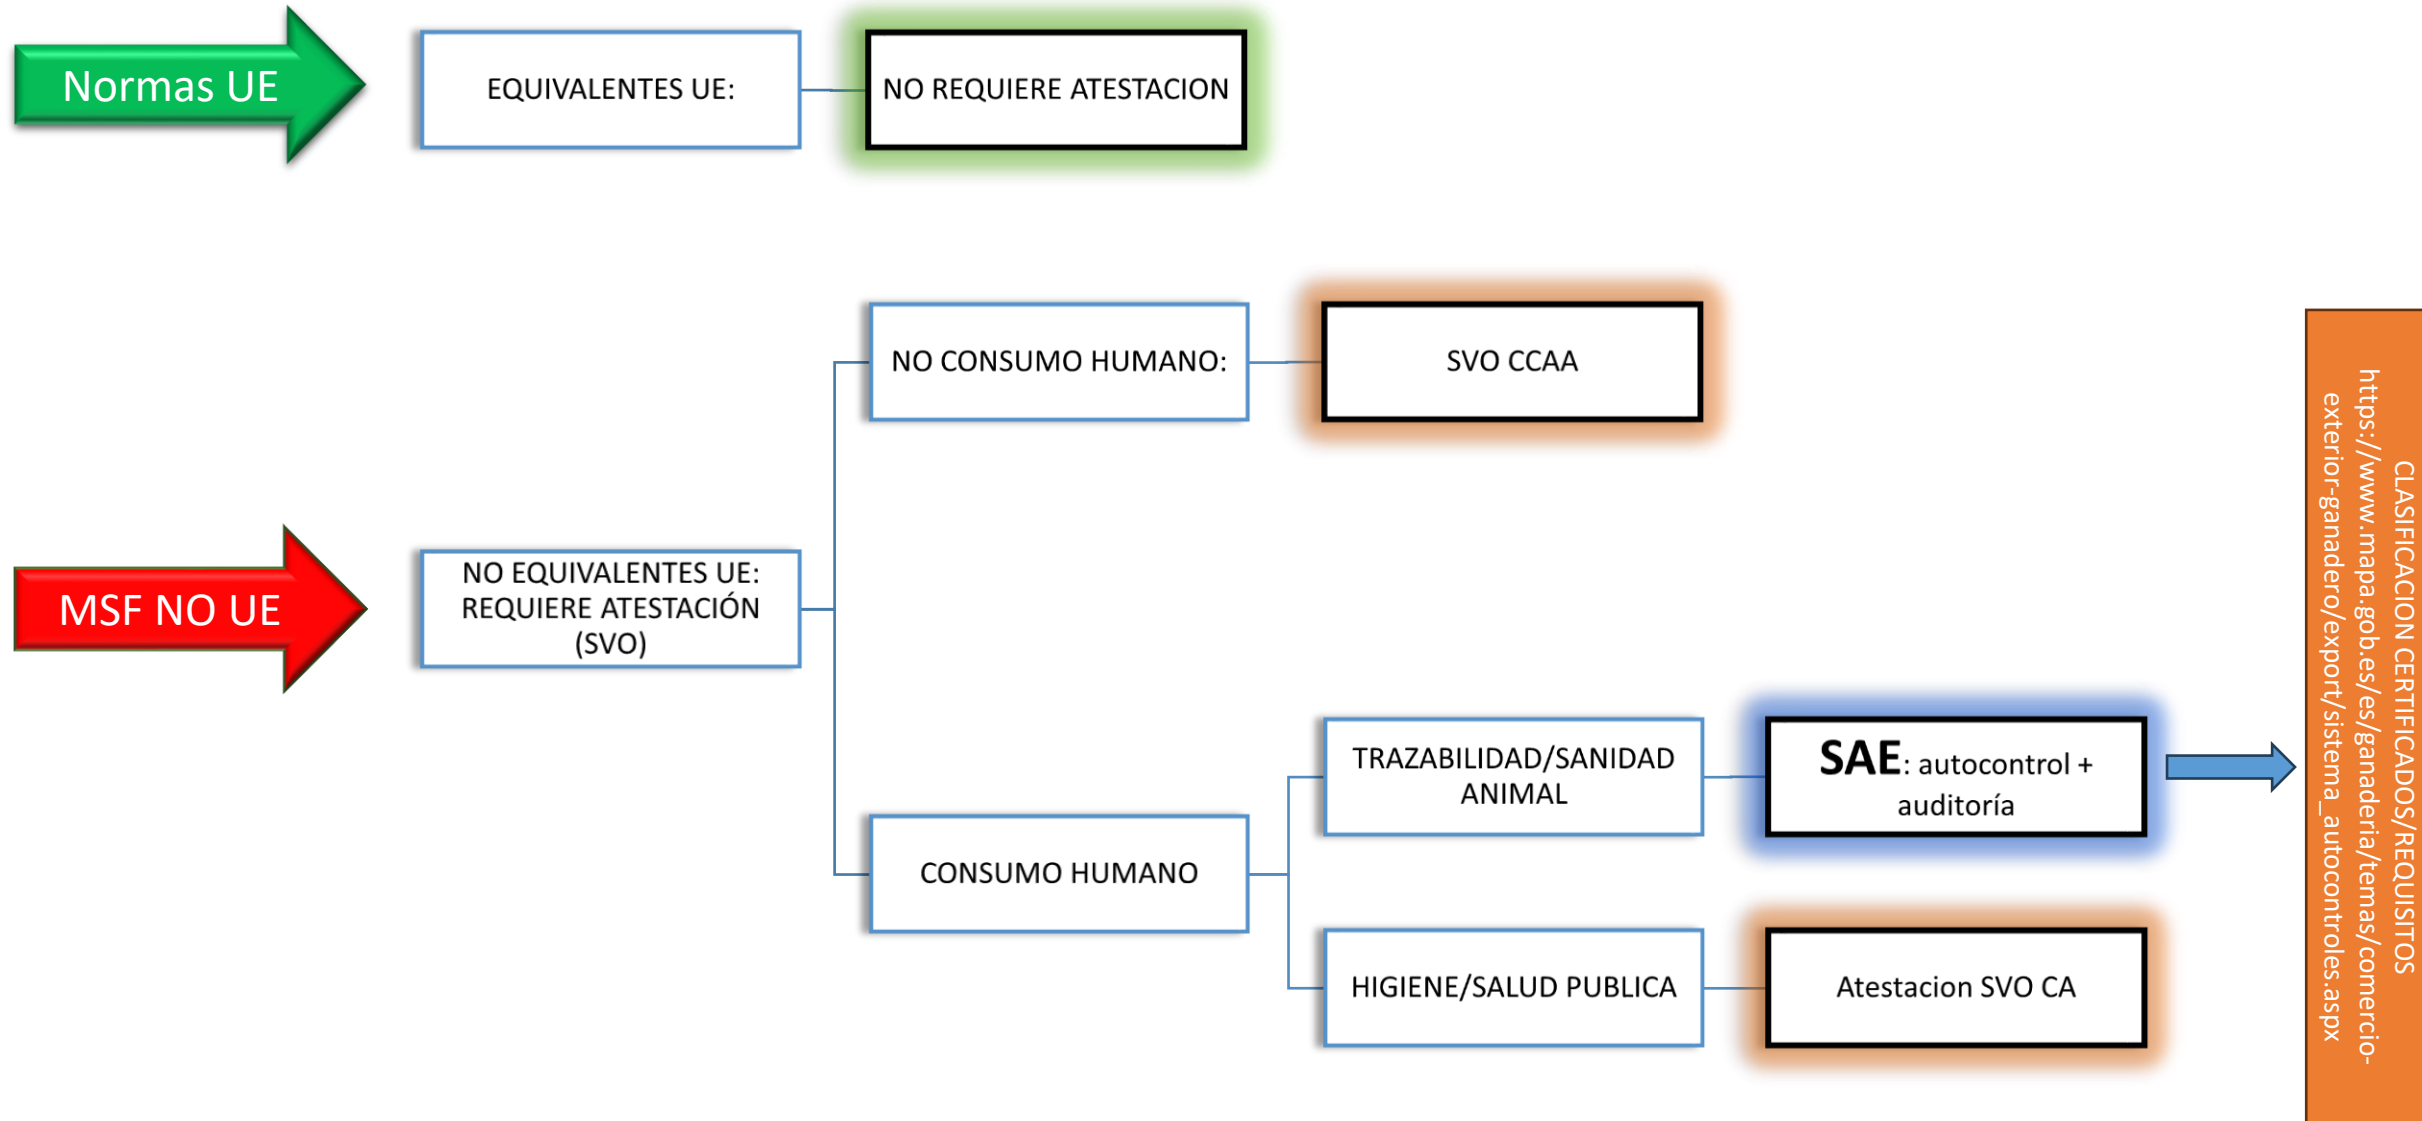 Normas UE
EQUIVALENTES UE:
NO REQUIERE ATESTACION
NO CONSUMO HUMANO:
SVO CCAA
MSF NO UE
NO EQUIVALENTES UE:
REQUIERE ATESTACIÓN
(SVO)
TRAZABILIDAD/SANIDAD
ANIMAL
SAE: autocontrol +
auditoría
CONSUMO HUMANO
HIGIENE/SALUD PUBLICA
Atestacion SVO CA
CLASIFICACION CERTIFICADOS/REQUISITOS
https://www.mapa.gob.es/es/ganaderia/temas/comercio-
exterior-ganadero/export/sistema_autocontroles.aspx